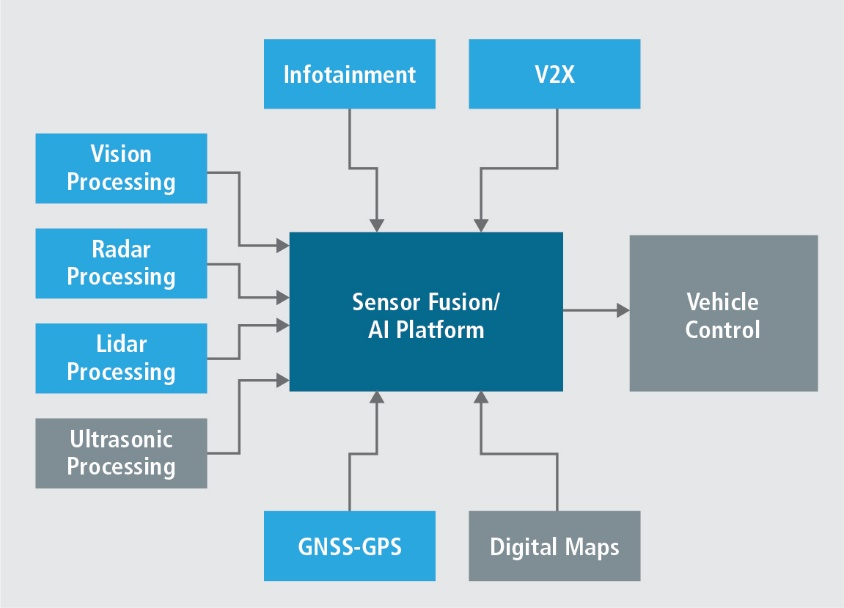 Infotainment
V2X
Vision
Processing
Radar
Processing
Lidar
Processing
Ultrasonic
Processing
Sensor Fusion/
AI Platform
Vehicle
Control
GNSS-GPS
Digital Maps